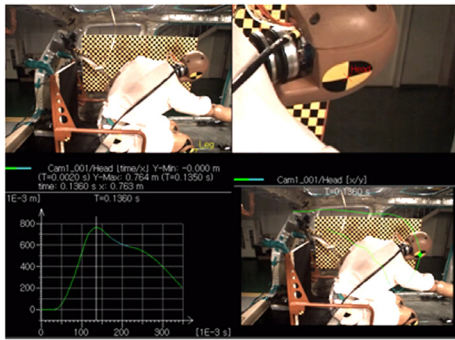 Head
Leg
Cam1_001/Head [time/x] Y-Min: -0.000 m
(T=0.0020 s) Y-Max: 0.764 m (T=0.1350 s)
time: 0.1360 s x: 0.763 m
[1E-3 m] T=0.1360 s
800
600
400
200
0
0 100 200 300
[1E-3 s]
Cam1_001/Head [x/y]
T=0.1360 s